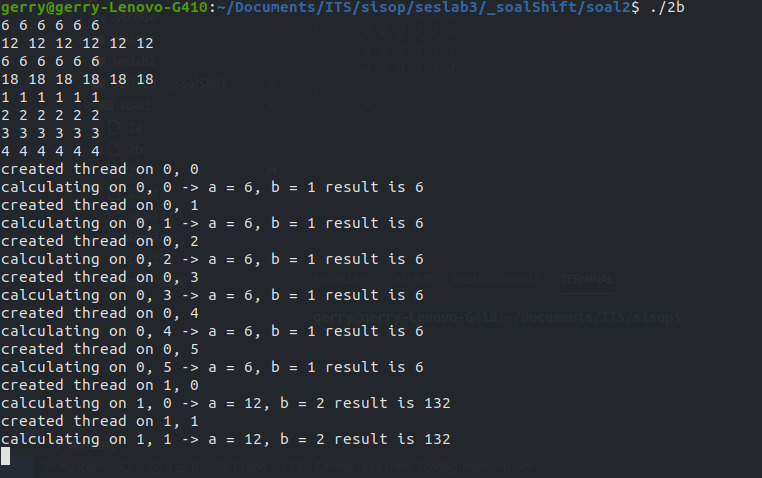 gerry@gerry-Lenovo-G410:~/Documents/ITS/sisop/seslab3/_soalShift/soal2$ ./2b
6 6 6 6 6 6
12 12 12 12 12 12
6 6 6 6 6 6
18 18 18 18 18 18
1 1 1 1 1 1
2 2 2 2 2 2
3 3 3 3 3 3
4 4 4 4 4 4
created thread on 0, 0
calculating on 0, 0 -> a = 6, b = 1 result is 6
created thread on 0, 1
calculating on 0, 1 -> a = 6, b = 1 result is 6
created thread on 0, 2
calculating on 0, 2 -> a = 6, b = 1 result is 6
created thread on 0, 3
calculating on 0, 3 -> a = 6, b = 1 result is 6
created thread on 0, 4
calculating on 0, 4 -> a = 6, b = 1 result is 6
created thread on 0, 5
calculating on 0, 5 -> a = 6, b = 1 result is 6
created thread on 1, 0
calculating on 1, 0 -> a = 12, b = 2 result is 132
created thread on 1, 1
calculating on 1, 1 -> a = 12, b = 2 result is 132
TERMINAL
gerry@gerry-Lenovo-G410:~/Documents/ITS/sisop$